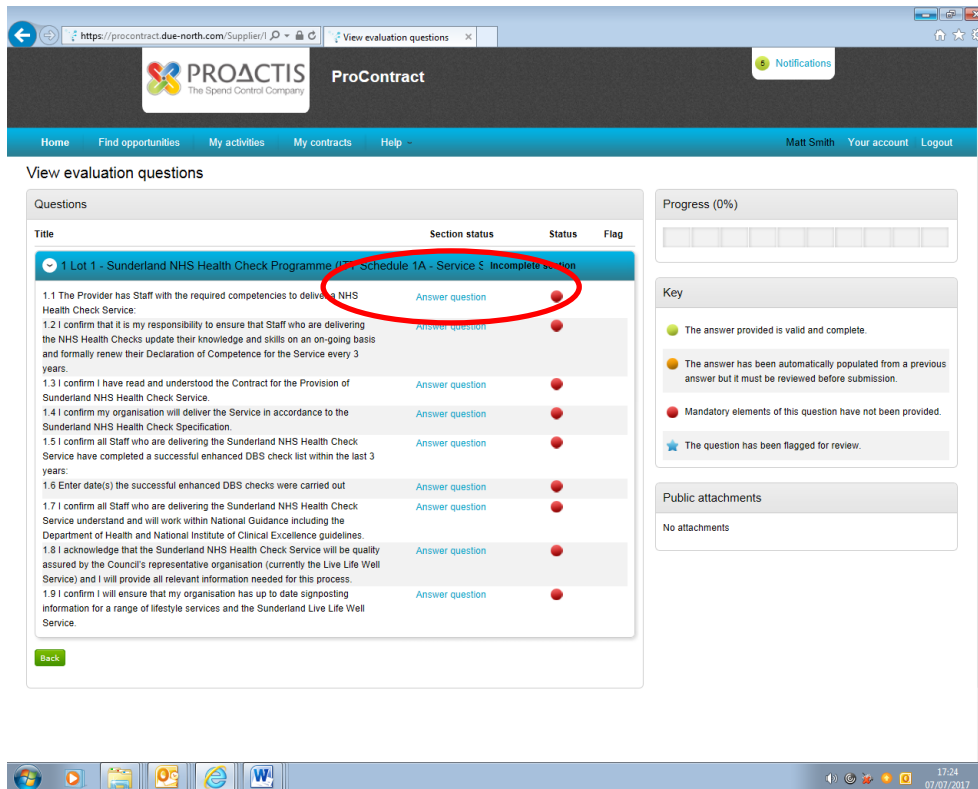 https://procontract.due-north.com/Supplier/I
View evaluation questions
PROACTIS
The Spend Control Company
ProContract
5 Notifications
Home Find opportunities My activities My contracts Help
Matt Smith Your account Logout
View evaluation questions
Questions
Title Section status Status Flag
1 Lot 1 - Sunderland NHS Health Check Programme Schedule 1A - Service S Incomplete section
1.1 The Provider has Staff with the required competencies to deliver a NHS
Health Check Service:
Answer question
1.2 I confirm that it is my responsibility to ensure that Staff who are delivering
the NHS Health Checks update their knowledge and skills on an on-going basis
and formally renew their Declaration of Competence for the Service every 3
years.
Answer question
1.3 I confirm I have read and understood the Contract for the Provision of
Sunderland NHS Health Check Service.
Answer question
1.4 I confirm my organisation will deliver the Service in accordance to the
Sunderland NHS Health Check Specification.
Answer question
1.5 I confirm all Staff who are delivering the Sunderland NHS Health Check
Service have completed a successful enhanced DBS check list within the last 3
years:
Answer question
1.6 Enter date(s) the successful enhanced DBS checks were carried out
Answer question
1.7 I confirm all Staff who are delivering the Sunderland NHS Health Check
Service understand and will work within National Guidance including the
Department of Health and National Institute of Clinical Excellence guidelines.
Answer question
1.8 I acknowledge that the Sunderland NHS Health Check Service will be quality
assured by the Council's representative organisation (currently the Live Life Well
Service) and I will provide all relevant information needed for this process.
Answer question
1.9 I confirm I will ensure that my organisation has up to date signposting
information for a range of lifestyle services and the Sunderland Live Life Well
Service.
Answer question
Back
Progress (0%)
Key
The answer provided is valid and complete.
The answer has been automatically populated from a previous
answer but it must be reviewed before submission.
Mandatory elements of this question have not been provided.
The question has been flagged for review.
Public attachments
No attachments
17:24
07/07/2017